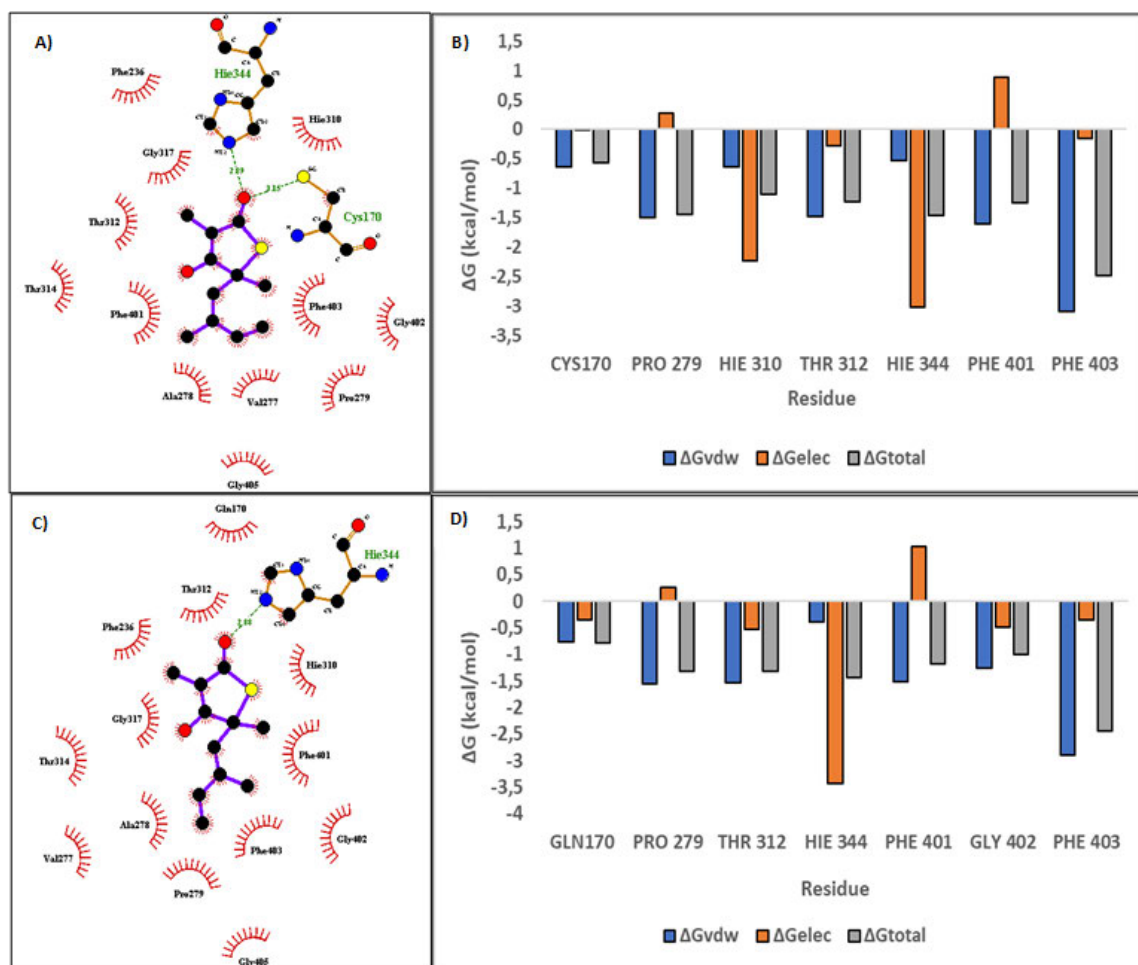 A)
Phe236
Hie344
Hie310
Gly317
2.89
3.15
Cys170
Thr312
Thr314
Phe401
Phe403
Gly402
Ala278
Val277
Pro279
Gly405
B)
1,5
1
0,5
0
-0,5
-1
-1,5
-2
-2,5
-3
-3,5
ΔG (kcal/mol)
CYS170 PRO 279 HIE 310 THR 312 HIE 344 PHE 401 PHE 403
Residue
ΔGvdw ΔGelec ΔGtotal
C)
Gln170
Hie344
Thr312
Phe236
Hie310
Gly317
Thr314
Phe401
Ala278
Gly402
Val277
Phe403
Pro279
Gly405
D)
1,5
1
0,5
0
-0,5
-1
-1,5
-2
-2,5
-3
-3,5
-4
ΔG (kcal/mol)
GLN170 PRO 279 THR 312 HIE 344 PHE 401 GLY 402 PHE 403
Residue
ΔGvdw ΔGelec ΔGtotal